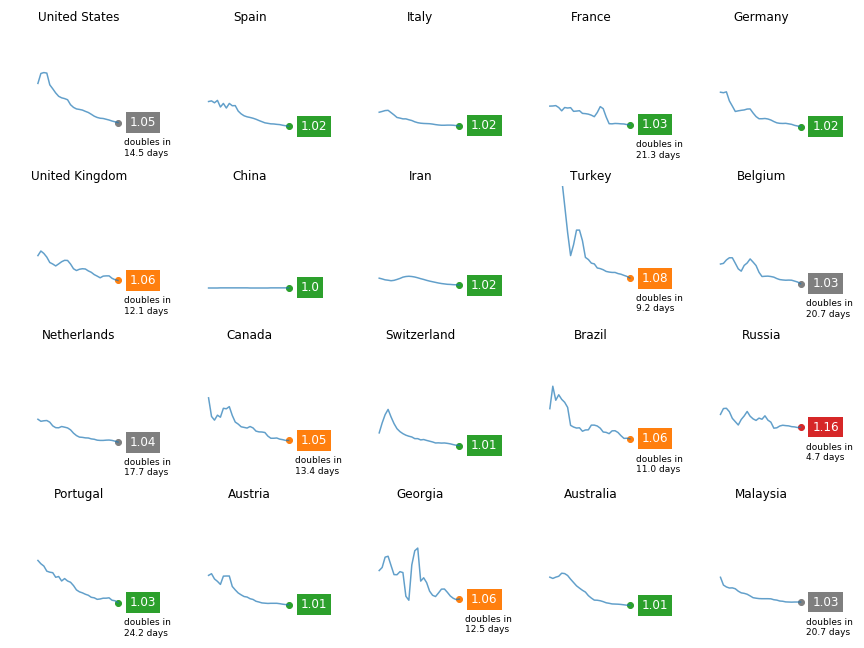 United States
Spain
Italy
France
Germany
1.05
doubles in
14.5 days
1.02
1.02
1.03
doubles in
21.3 days
1.02
United Kingdom
China
Iran
Turkey
Belgium
1.06
doubles in
12.1 days
1.0
1.02
1.08
doubles in
9.2 days
1.03
doubles in
20.7 days
Netherlands
Canada
Switzerland
Brazil
Russia
1.04
doubles in
17.7 days
1.05
doubles in
13.4 days
1.01
1.06
doubles in
11.0 days
1.16
doubles in
4.7 days
Portugal
Austria
Georgia
Australia
Malaysia
1.03
doubles in
24.2 days
1.01
1.06
doubles in
12.5 days
1.01
1.03
doubles in
20.7 days